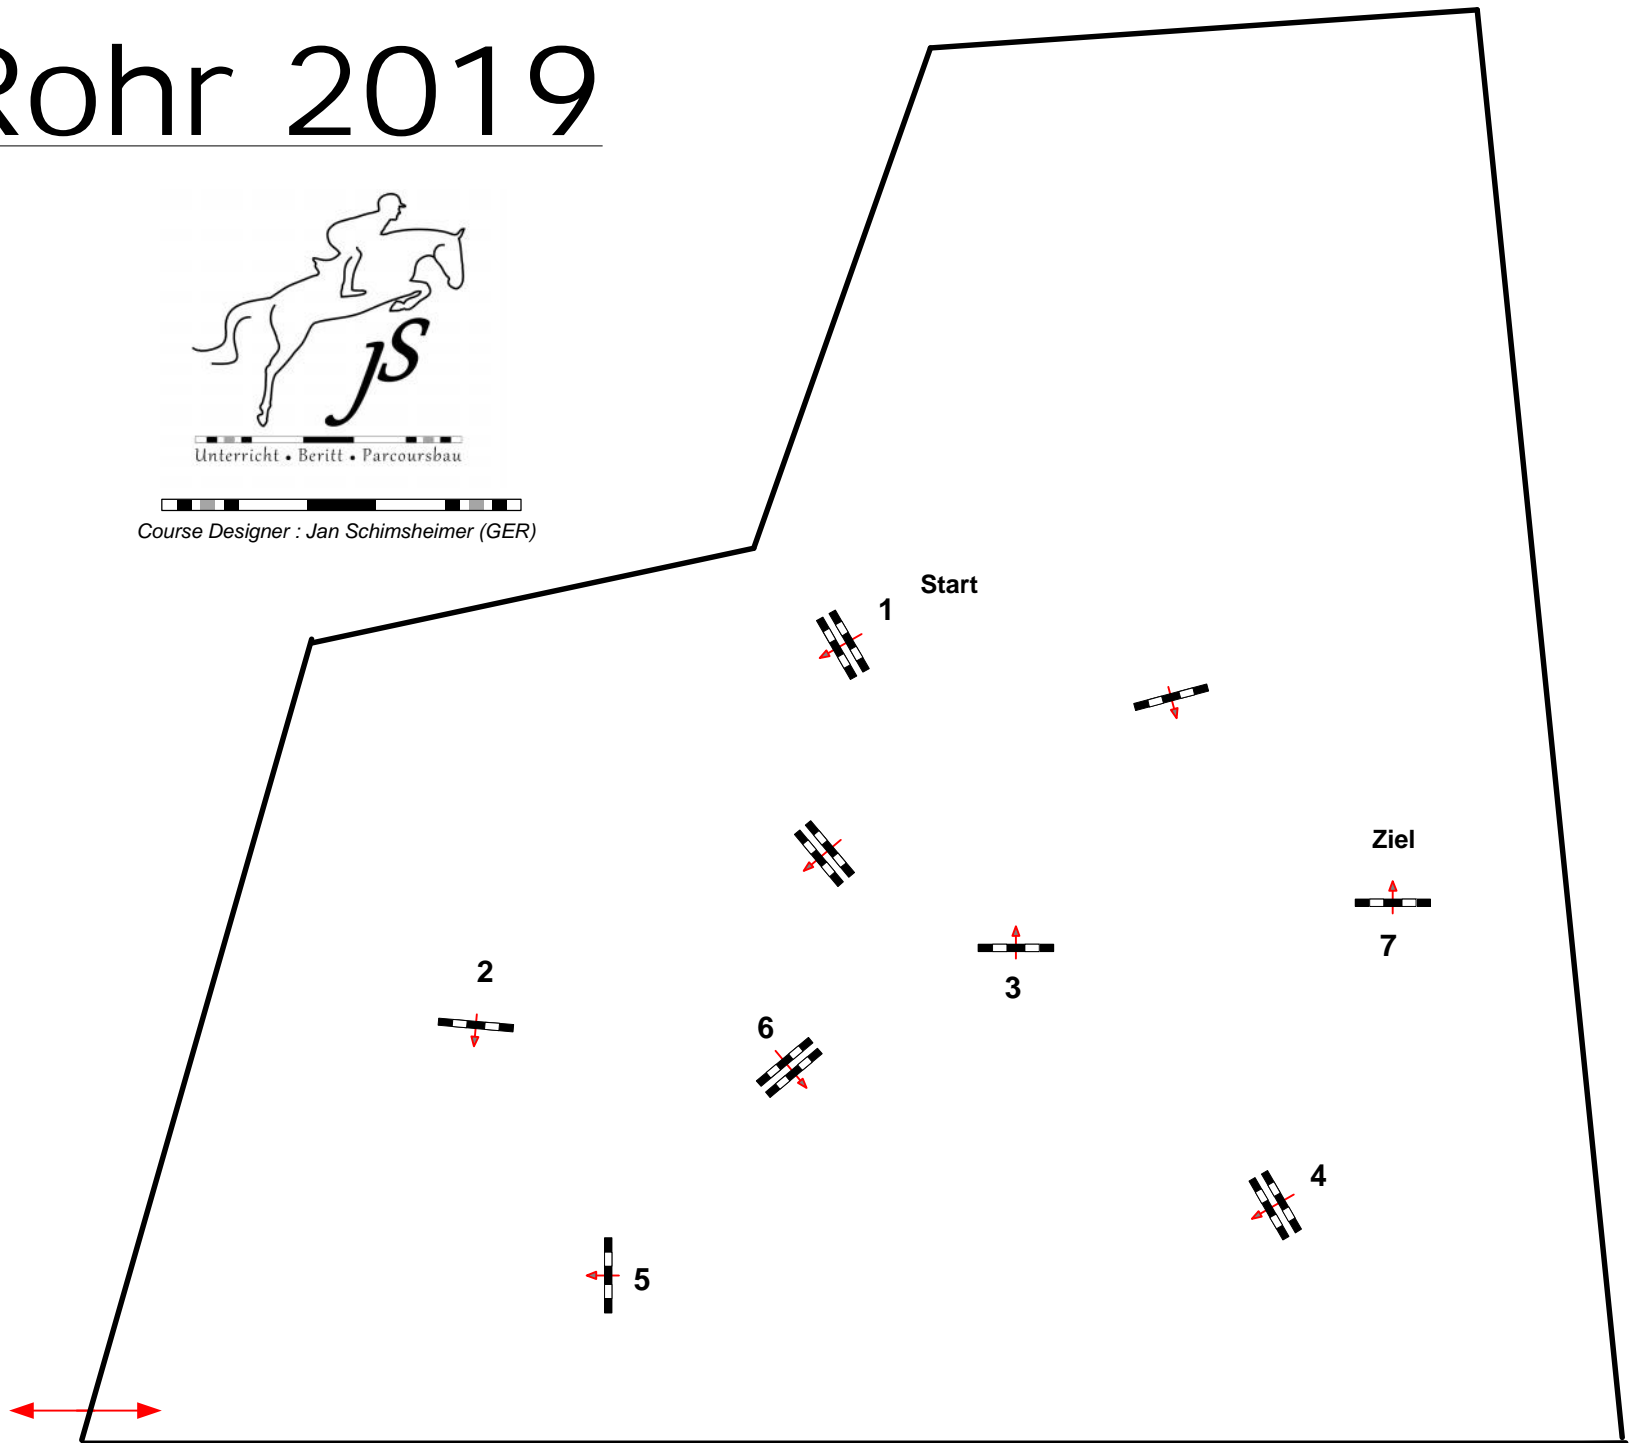 Rohr 2019
js
Unterricht • Beritt • Parcoursbau
Course Designer : Jan Schimsheimer (GER)
Start
1
Ziel
7
2
3
6
4
5